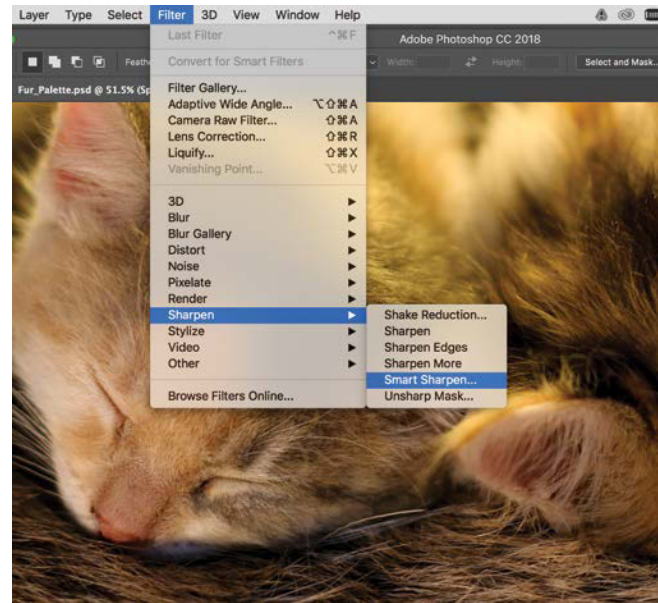 Layer Type Select Filter 3D View Window Help
Last Filter ^⌘F
Adobe Photoshop CC 2018
Convert for Smart Filters
Width: Height: Select and Mask...
Filter Gallery...
Fur_Palette.psd @ 51.5% (Sp
Adaptive Wide Angle... ⌥⇧⌘A
Camera Raw Filter... ⇧⌘A
Lens Correction... ⇧⌘R
Liquify... ⇧⌘X
Vanishing Point... ⌥⌘V
3D
Blur
Blur Gallery
Distort
Noise
Pixelate
Render
Sharpen
Stylize
Video
Other
Browse Filters Online...
Shake Reduction...
Sharpen
Sharpen Edges
Sharpen More
Smart Sharpen...
Unsharp Mask...